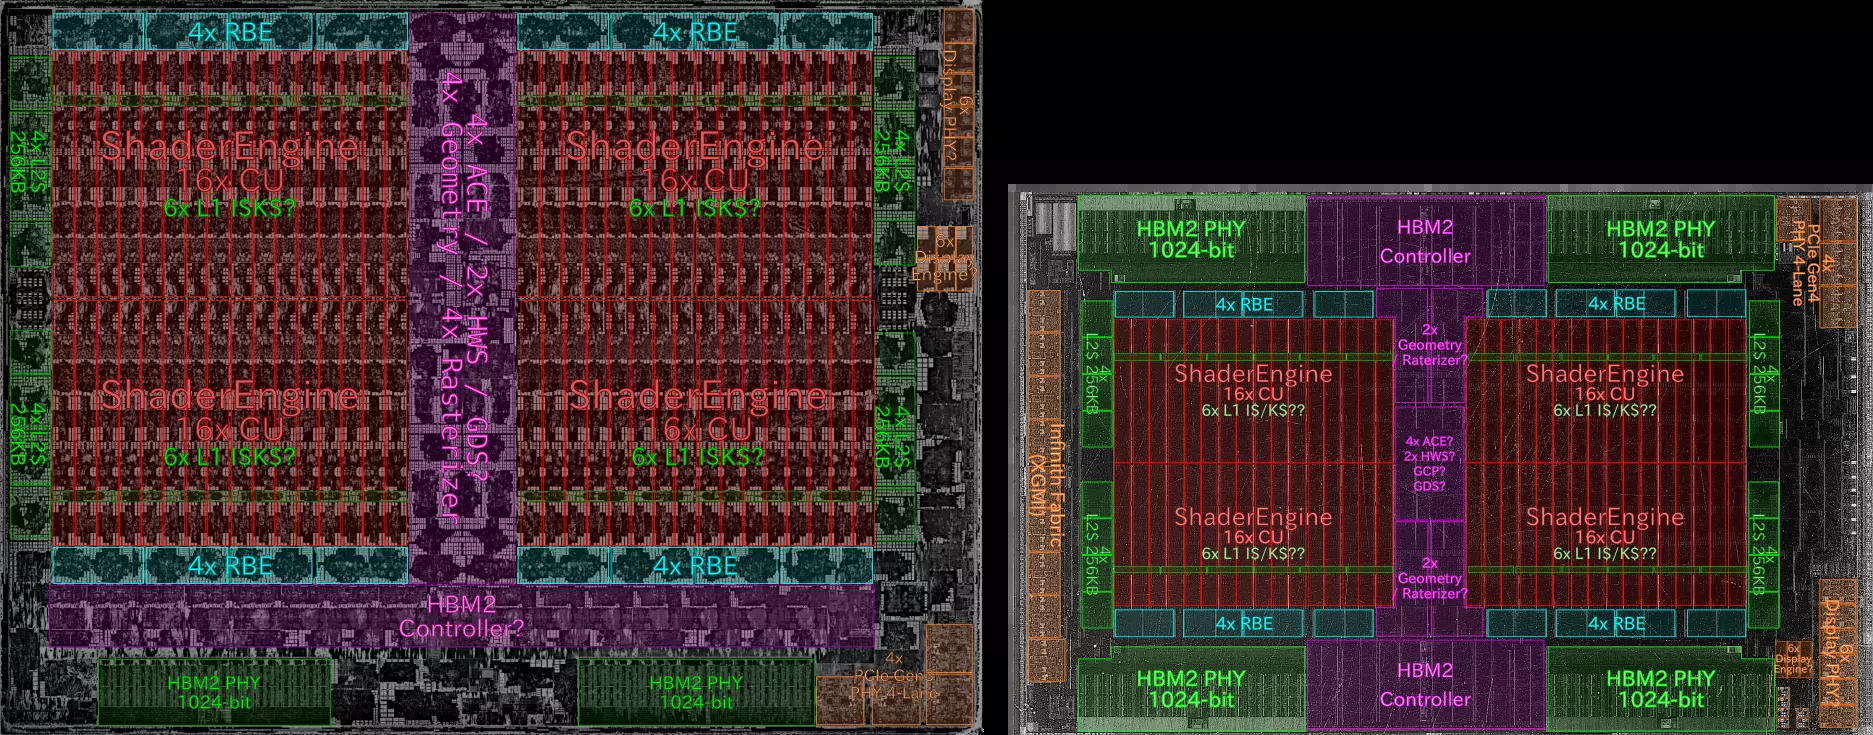 4x RBE
4x RBE
4x L2$
256KB
ShaderEngine
16x CU
6x L1 I$K$?
4x ACE / 2x HWS / GDS?
4x Geometry / 4x Rasterizer
ShaderEngine
16x CU
6x L1 I$K$?
4x L2$
256KB
6x
Display PHY?
6x
Display
Engine?
4x L2$
256KB
ShaderEngine
16x CU
6x L1 I$K$?
ShaderEngine
16x CU
6x L1 I$K$?
4x L2$
256KB
4x RBE
4x RBE
HBM2
Controller?
HBM2 PHY
1024-bit
HBM2 PHY
1024-bit
4x
PCIe Gen3
PHY 4-Lane
HBM2 PHY
1024-bit
HBM2
Controller
HBM2 PHY
1024-bit
4x
PCIe Gen4
PHY 4-Lane
4x RBE
4x RBE
2x
Geometry
/ Raterizer?
4x
L2$ 256KB
ShaderEngine
16x CU
6x L1 I$/K$??
ShaderEngine
16x CU
6x L1 I$/K$??
4x
L2$ 256KB
Infinith Fabric
(XGMI)
4x ACE?
2x HWS?
GCP?
GDS?
4x
L2$ 256KB
ShaderEngine
16x CU
6x L1 I$/K$??
ShaderEngine
16x CU
6x L1 I$/K$??
4x
L2$ 256KB
2x
Geometry
/ Raterizer?
4x RBE
4x RBE
6x
Display
Engine?
6x
Display PHY?
HBM2 PHY
1024-bit
HBM2
Controller
HBM2 PHY
1024-bit